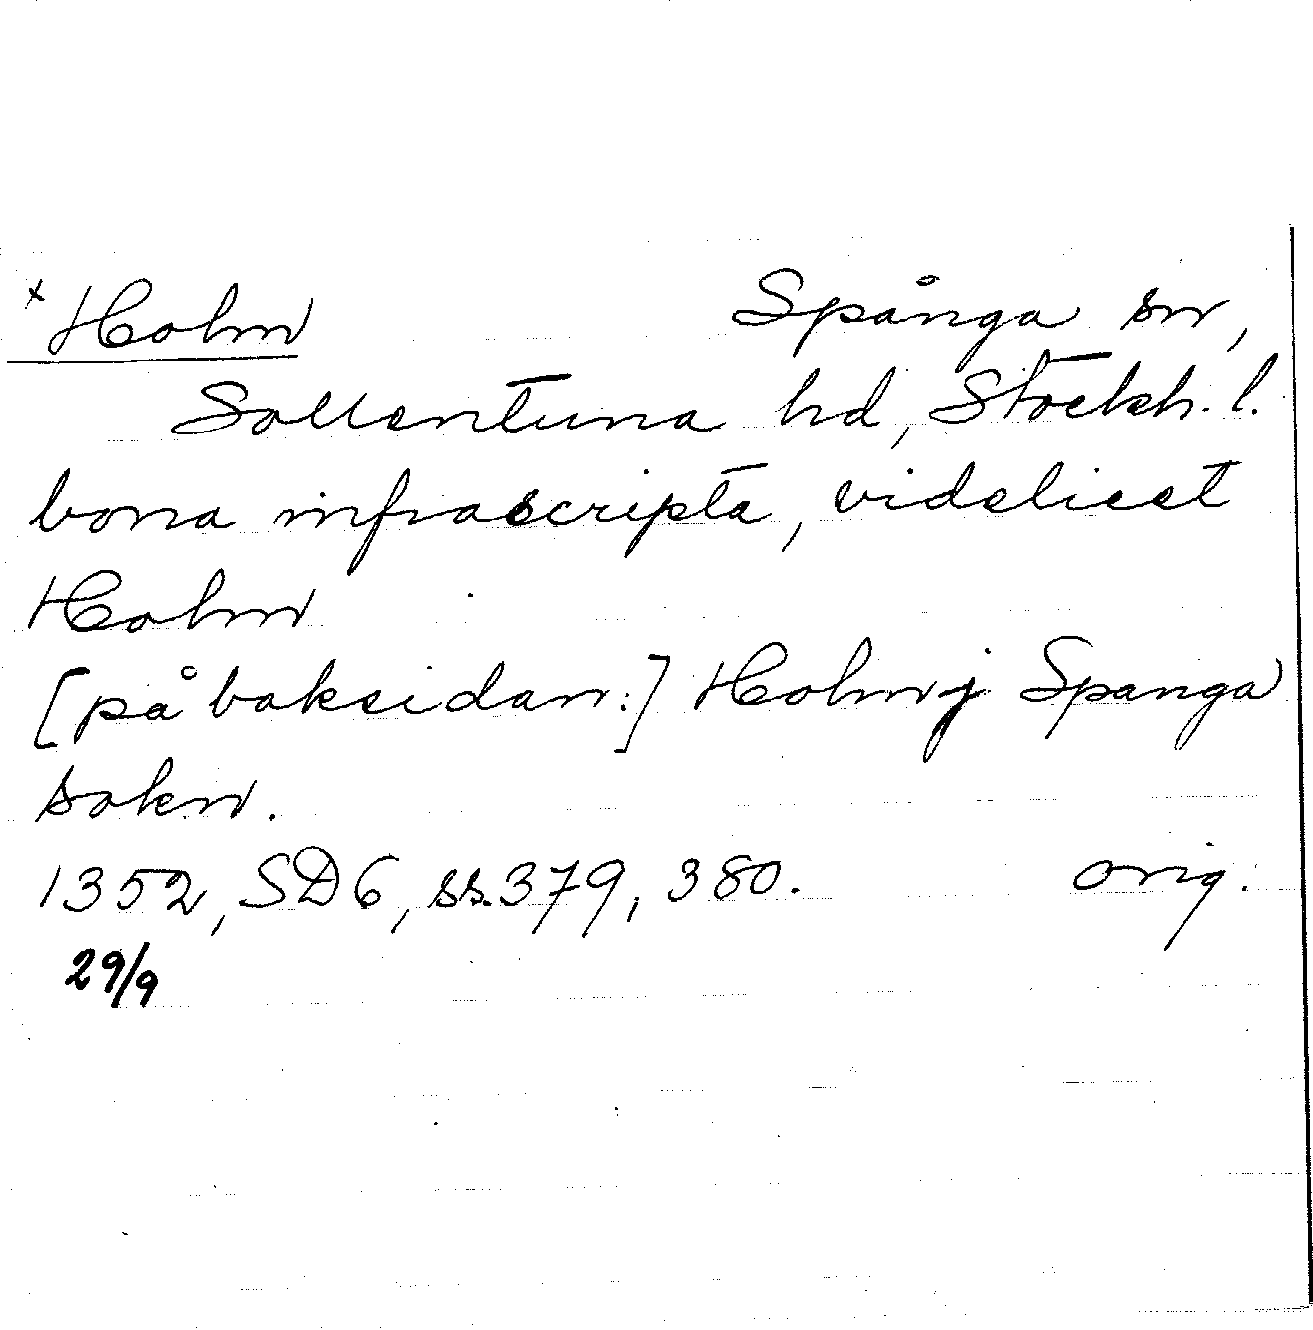 x Holm Spånga sn,
Sollentuna hd, Stockh. l.
bona infrascripta, videlicet
Holm
[på baksidan:] Holm j Spanga
sokn.
1352, SD6, ss. 379, 380. orig.
29/9